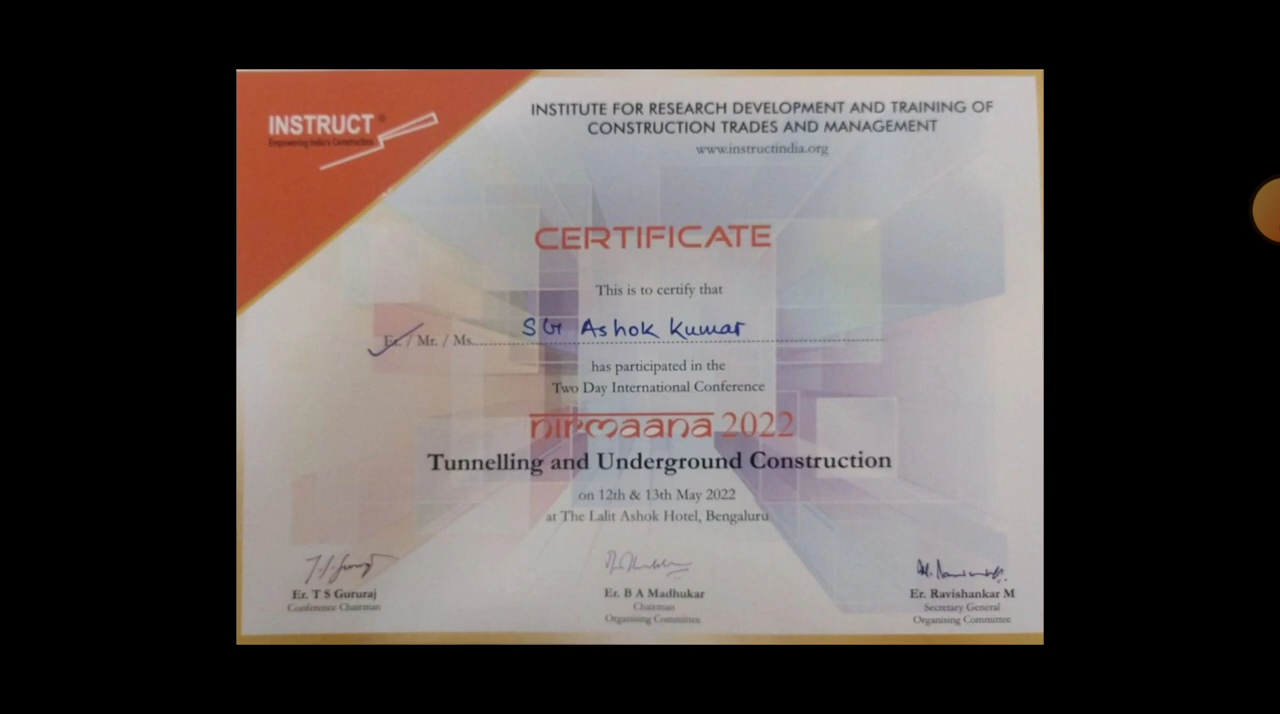 INSTRUCT®
Empowering India's Construction
INSTITUTE FOR RESEARCH DEVELOPMENT AND TRAINING OF
CONSTRUCTION TRADES AND MANAGEMENT
www.instructindia.org
CERTIFICATE
This is to certify that
Er. / Mr. / Ms. SG Ashok Kumar
has participated in the
Two Day International Conference
nirmaana 2022
Tunnelling and Underground Construction
on 12th & 13th May 2022
at The Lalit Ashok Hotel, Bengaluru
Er. T S Gururaj
Conference Chairman
Er. B A Madhukar
Chairman
Organising Committee
Er. Ravishankar M
Secretary General
Organising Committee